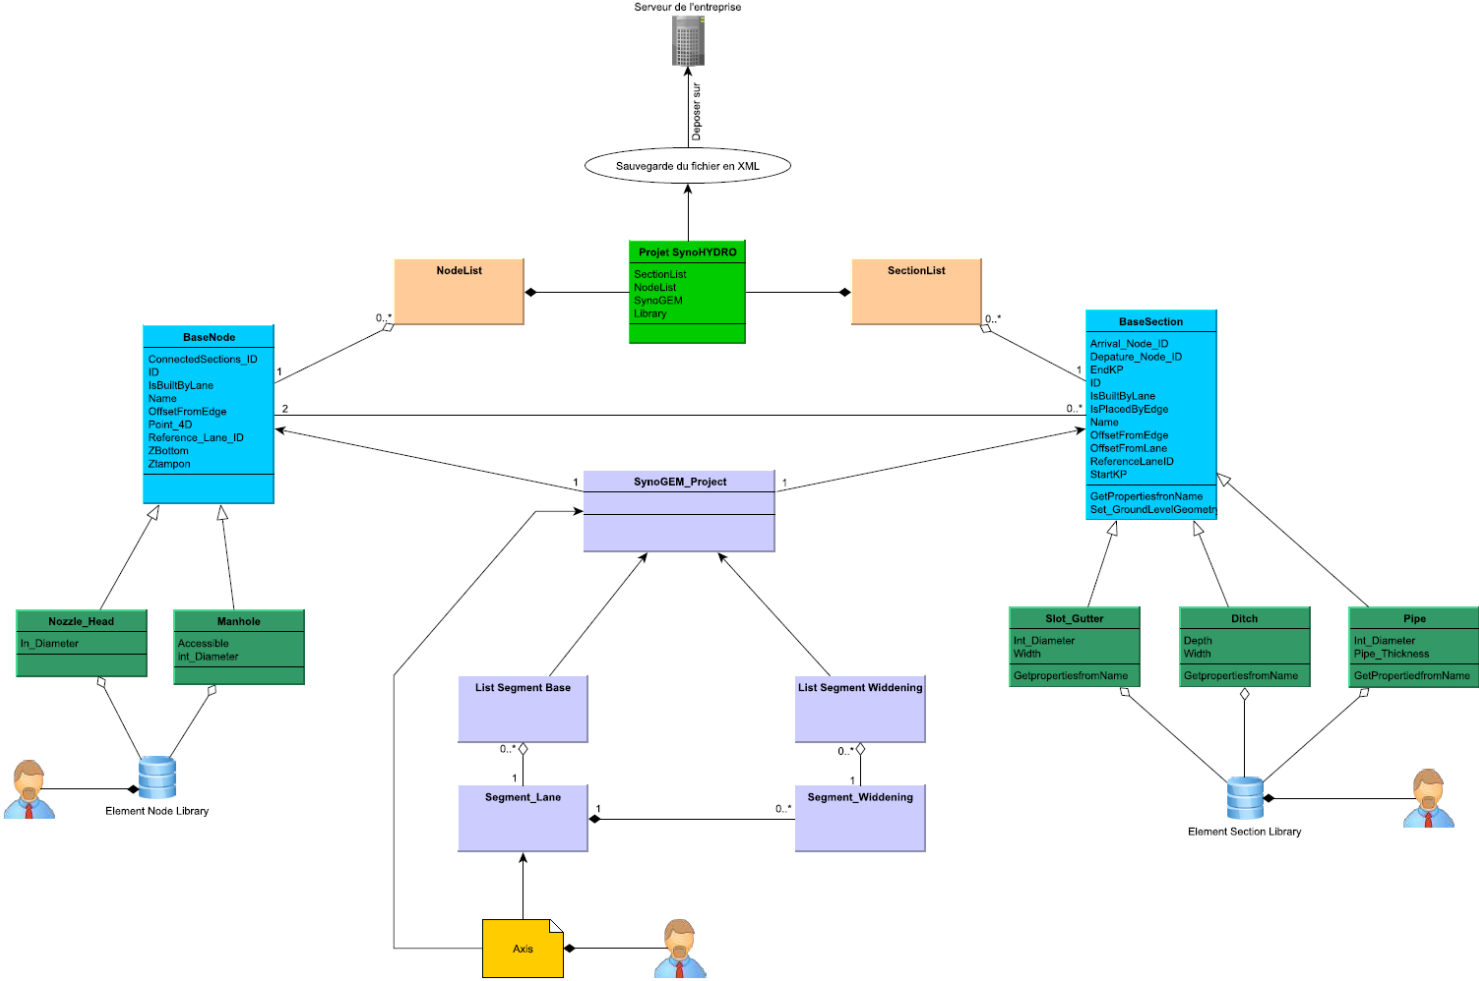 Serveur de l'entreprise
Deposer sur
Sauvegarde du fichier en XML
Projet SynoHYDRO
SectionList
NodeList
SynoGEM
Library
NodeList
SectionList
0..*
0..*
BaseNode
ConnectedSections_ID
ID
IsBuiltByLane
Name
OffsetFromEdge
Point_4D
Reference_Lane_ID
ZBottom
Ztampon
1
2
BaseSection
Arrival_Node_ID
Depature_Node_ID
EndKP
ID
IsBuiltByLane
IsPlacedByEdge
Name
OffsetFromEdge
OffsetFromLane
ReferenceLaneID
StartKP
GetPropertiesfronName
Set_GroundLevelGeometr
1
0..*
SynoGEM_Project
1
1
Nozzle_Head
In_Diameter
Manhole
Accessible
int_Diameter
Slot_Gutter
Int_Diameter
Width
GetpropertiesfromName
Ditch
Depth
Width
GetpropertiesfromName
Pipe
Int_Diameter
Pipe_Thickness
GetPropertiedfromName
List Segment Base
List Segment Widdening
0..*
1
0..*
1
Segment_Lane
1
0..*
Segment_Widdening
Element Node Library
Element Section Library
Axis